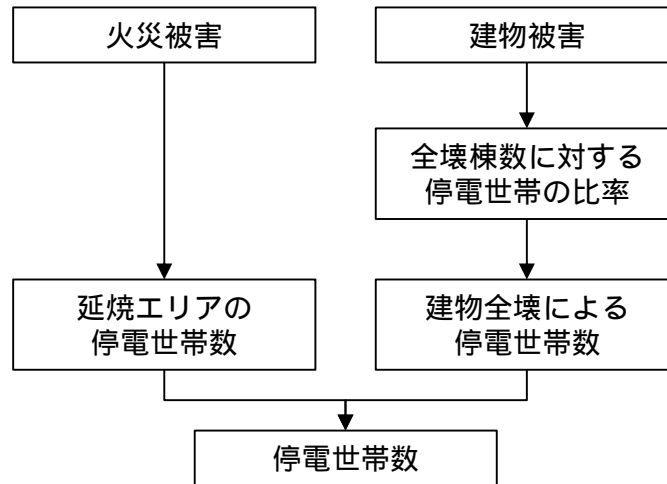 火災被害
建物被害
全壊棟数に対する
停電世帯の比率
延焼エリアの
停電世帯数
建物全壊による
停電世帯数
停電世帯数